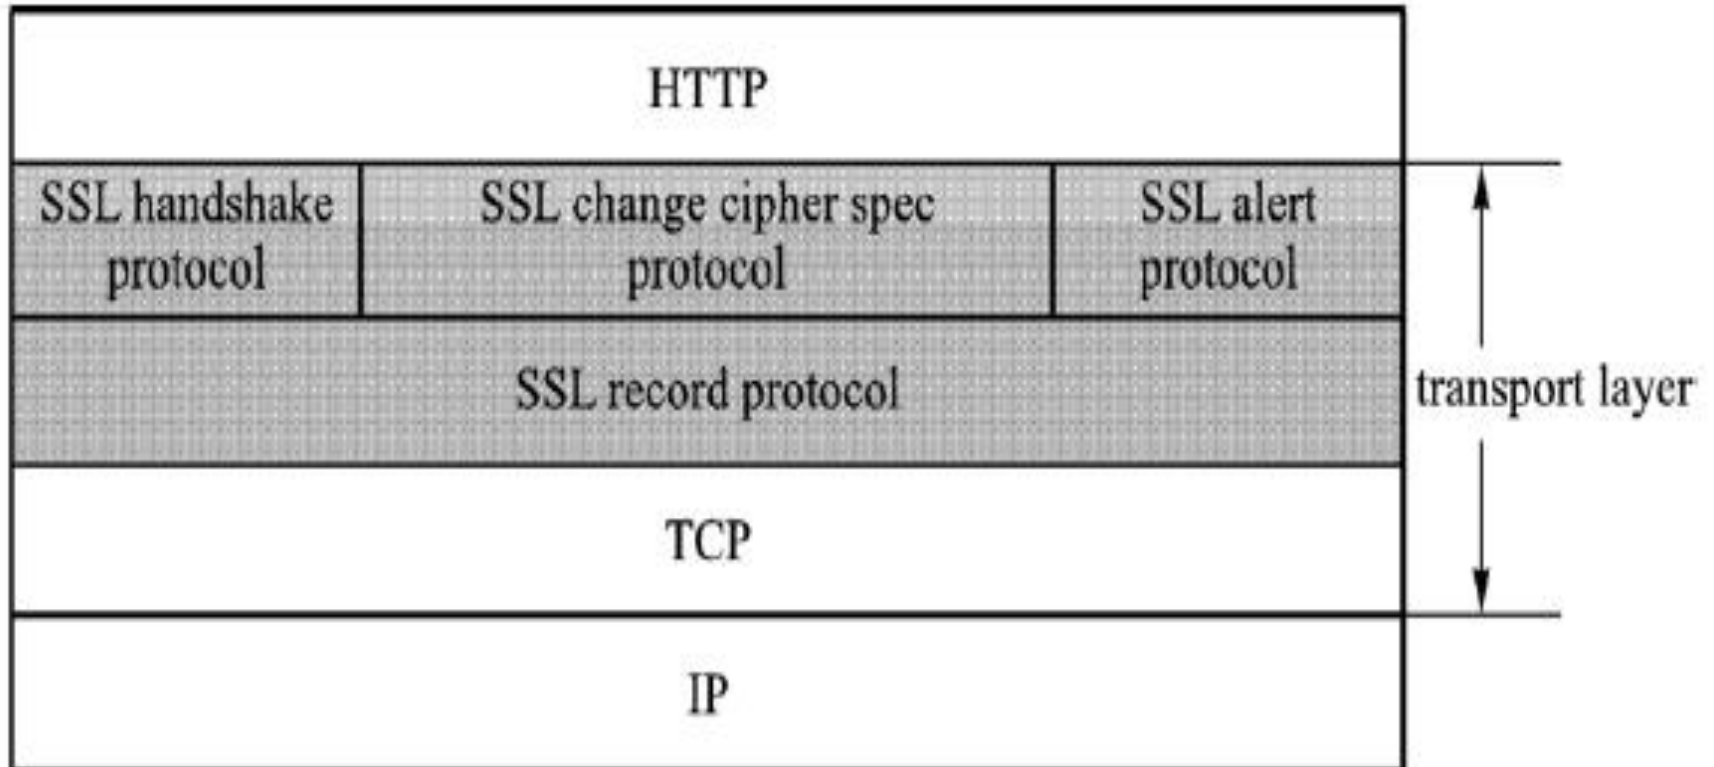 HTTP
SSL handshake
protocol
SSL change cipher spec
protocol
SSL alert
protocol
SSL record protocol
transport layer
TCP
IP